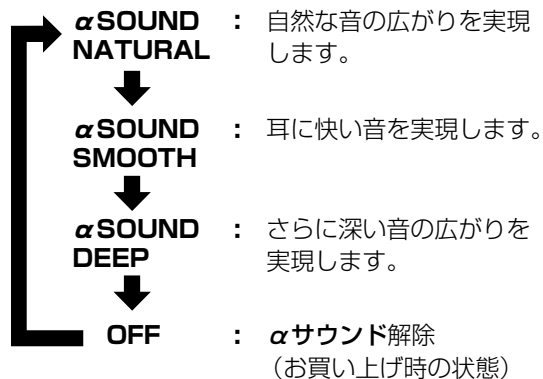 αSOUND : 自然な音の広がりを実現
NATURAL します。
αSOUND : 耳に快い音を実現します。
SMOOTH
αSOUND : さらに深い音の広がりを
DEEP 実現します。
OFF : αサウンド解除
（お買い上げ時の状態）